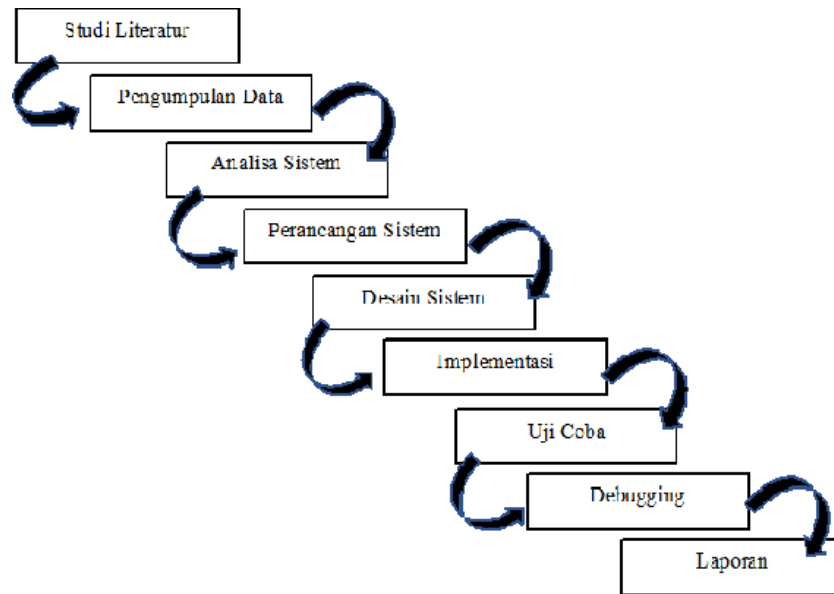 Studi Literatur
Pengumpulan Data
Analisa Sistem
Perancangan Sistem
Desain Sistem
Implementasi
Uji Coba
Debugging
Laporan